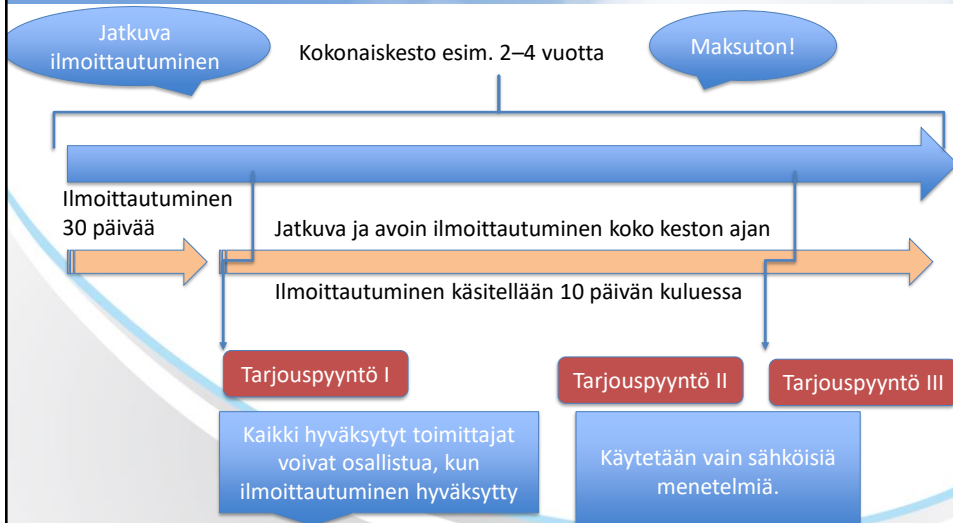 Jatkuva
ilmoittautuminen
Kokonaiskesto esim. 2–4 vuotta
Maksuton!
Ilmoittautuminen
30 päivää
Jatkuva ja avoin ilmoittautuminen koko keston ajan
Ilmoittautuminen käsitellään 10 päivän kuluessa
Tarjouspyyntö I
Tarjouspyyntö II
Tarjouspyyntö III
Kaikki hyväksytyt toimittajat
voivat osallistua, kun
ilmoittautuminen hyväksytty
Käytetään vain sähköisiä
menetelmiä.